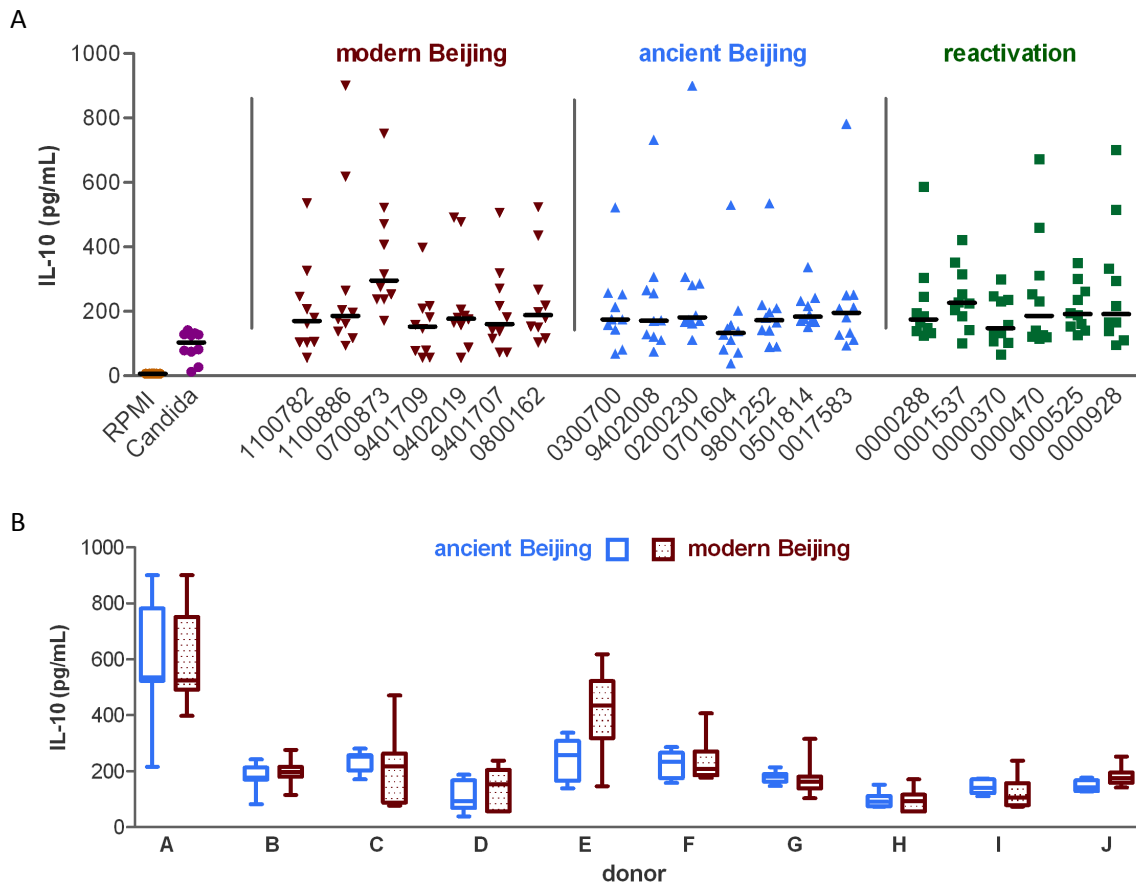 A
modern Beijing ancient Beijing reactivation
IL-10 (pg/mL)
1000
800
600
400
200
0
RPMI Candida 1100782 1100886 0700873 9401709 9402019 9401707 0800162 0300700 9402008 0200230 0701604 9801252 0501814 0017583 0000288 0001537 0000370 0000470 0000525 0000928
B
ancient Beijing modern Beijing
IL-10 (pg/mL)
1000
800
600
400
200
0
A B C D E F G H I J
donor